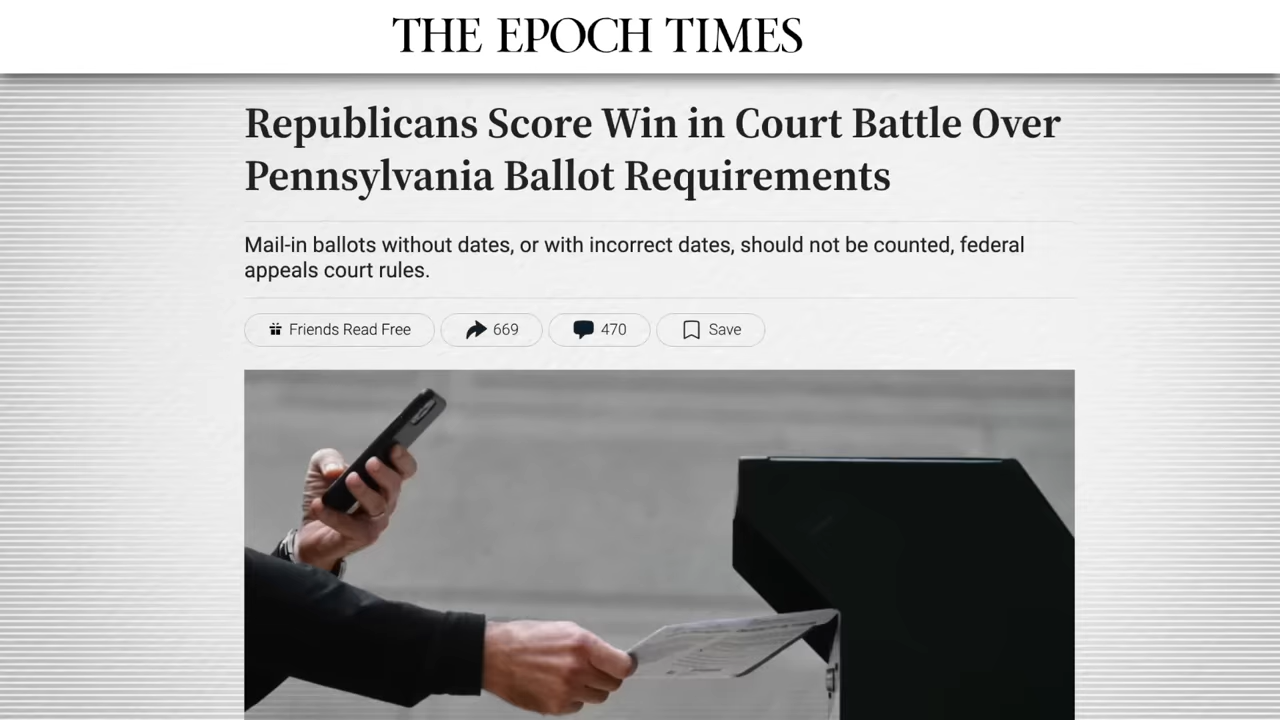 THE EPOCH TIMES
Republicans Score Win in Court Battle Over
Pennsylvania Ballot Requirements
Mail-in ballots without dates, or with incorrect dates, should not be counted, federal
appeals court rules.
Friends Read Free 669 470 Save